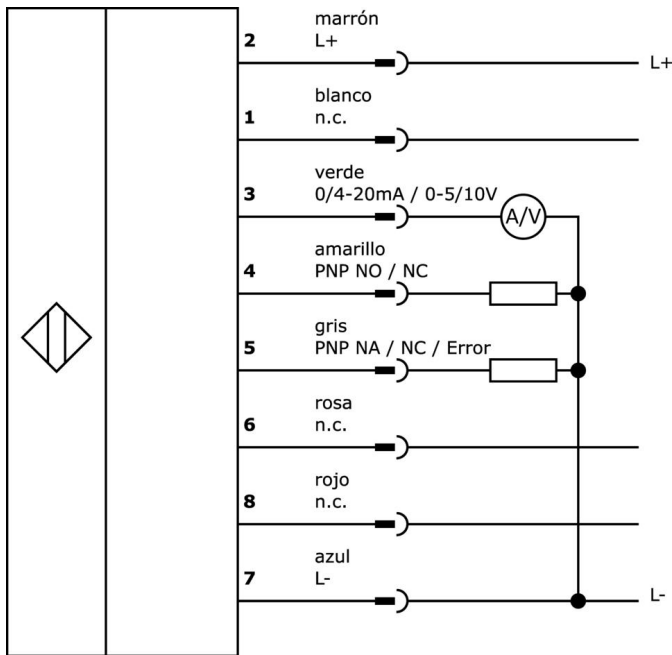 marrón
2 L+
L+
blanco
1 n.c.
verde
3 0/4-20mA / 0-5/10V
A/V
amarillo
4 PNP NO / NC
gris
5 PNP NA / NC / Error
rosa
6 n.c.
rojo
8 n.c.
azul
7 L-
L-